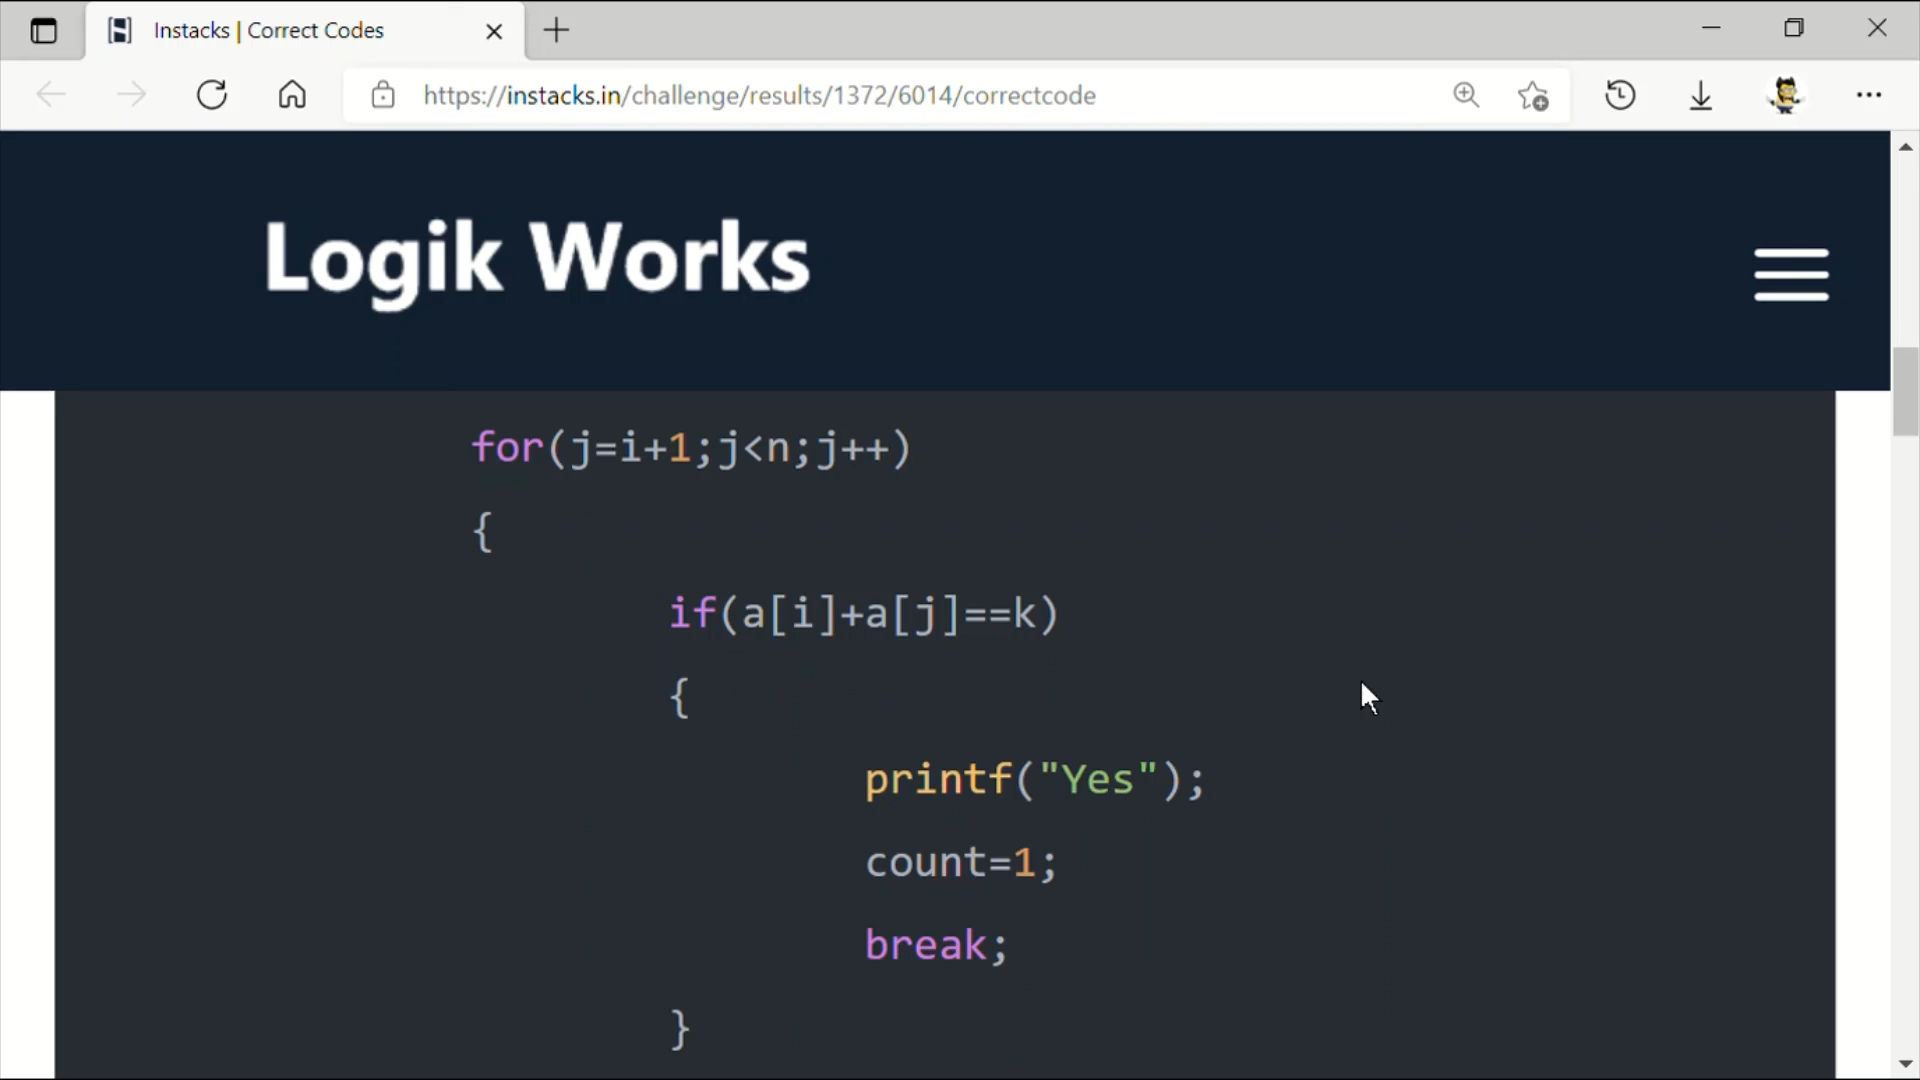 Instacks | Correct Codes
https://instacks.in/challenge/results/1372/6014/correctcode
Logik Works
for(j=i+1;j<n;j++)
{
if(a[i]+a[j]==k)
{
printf("Yes");
count=1;
break;
}